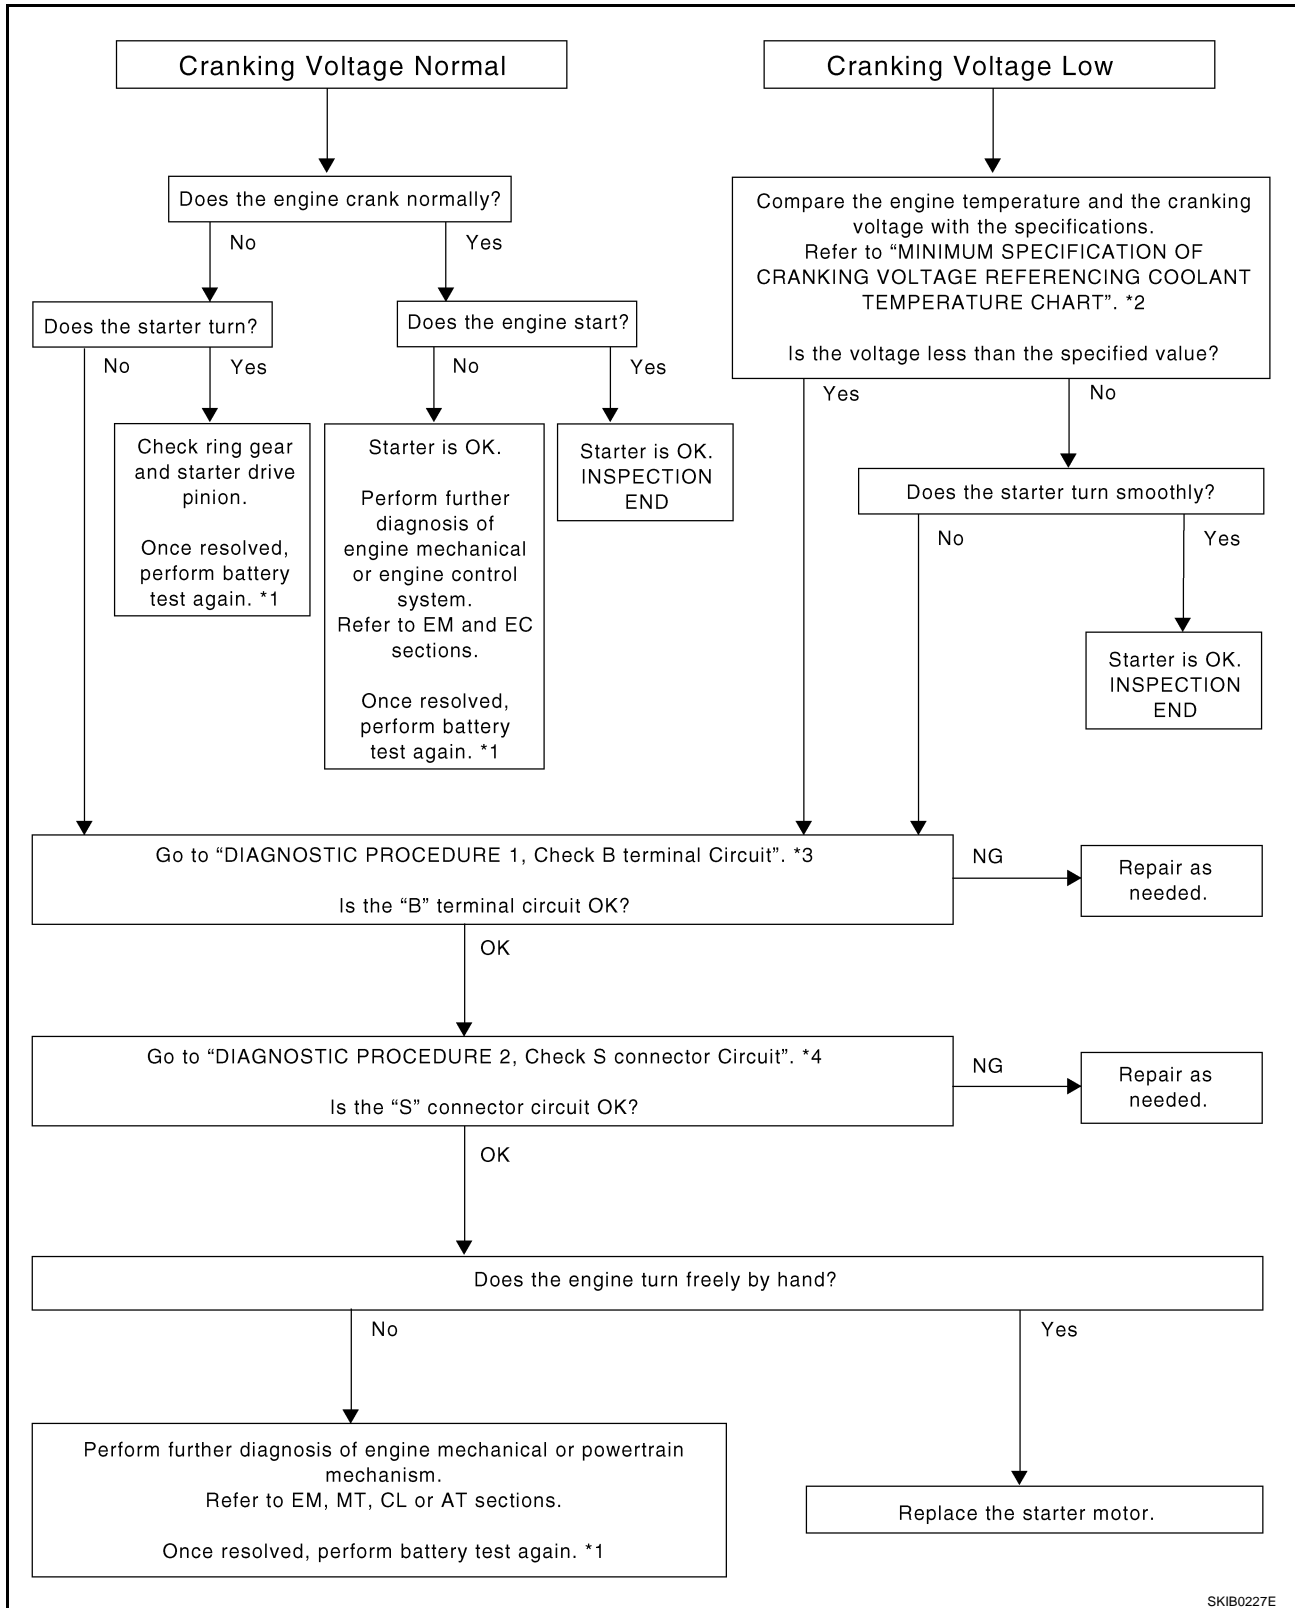 Cranking Voltage Normal
Cranking Voltage Low
Does the engine crank normally?
No
Yes
Does the starter turn?
No
Yes
Does the engine start?
No
Yes
Check ring gear
and starter drive
pinion.
Once resolved,
perform battery
test again. *1
Starter is OK.
Perform further
diagnosis of
engine mechanical
or engine control
system.
Refer to EM and EC
sections.
Once resolved,
perform battery
test again. *1
Starter is OK.
INSPECTION
END
Compare the engine temperature and the cranking
voltage with the specifications.
Refer to “MINIMUM SPECIFICATION OF
CRANKING VOLTAGE REFERENCING COOLANT
TEMPERATURE CHART”. *2
Is the voltage less than the specified value?
Yes
No
Does the starter turn smoothly?
No
Yes
Starter is OK.
INSPECTION
END
Go to “DIAGNOSTIC PROCEDURE 1, Check B terminal Circuit”. *3
Is the “B” terminal circuit OK?
NG
Repair as
needed.
OK
Go to “DIAGNOSTIC PROCEDURE 2, Check S connector Circuit”. *4
Is the “S” connector circuit OK?
NG
Repair as
needed.
OK
Does the engine turn freely by hand?
No
Yes
Perform further diagnosis of engine mechanical or powertrain
mechanism.
Refer to EM, MT, CL or AT sections.
Once resolved, perform battery test again. *1
Replace the starter motor.
SKIB0227E